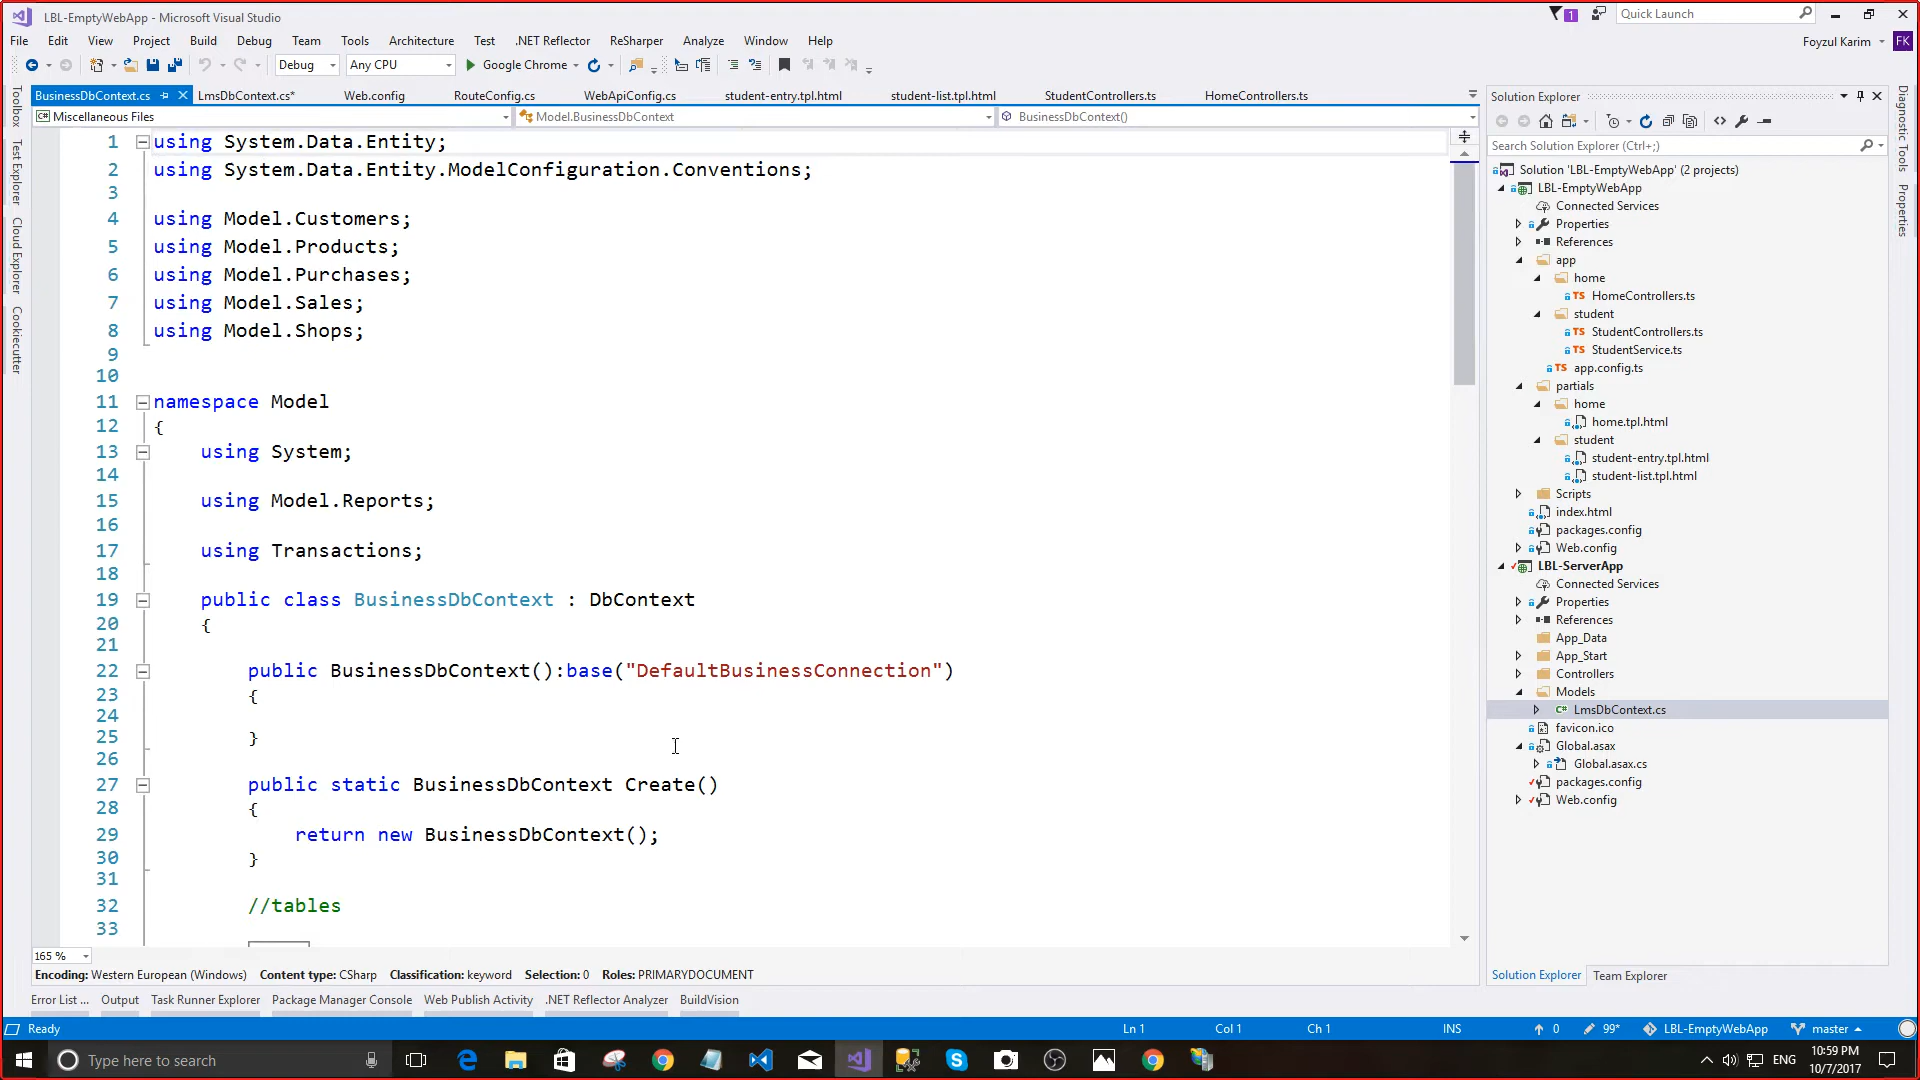 LBL-EmptyWebApp - Microsoft Visual Studio
1
Quick Launch
File Edit View Project Build Debug Team Tools Architecture Test .NET Reflector ReSharper Analyze Window Help
Foyzul Karim FK
Debug Any CPU Google Chrome
BusinessDbContext.cs LmsDbContext.cs* Web.config RouteConfig.cs WebApiConfig.cs student-entry.tpl.html student-list.tpl.html StudentControllers.ts HomeControllers.ts
C# Miscellaneous Files Model.BusinessDbContext BusinessDbContext()
Toolbox
Test Explorer
Cloud Explorer
Cookiecutter
1 using System.Data.Entity;
2 using System.Data.Entity.ModelConfiguration.Conventions;
3
4 using Model.Customers;
5 using Model.Products;
6 using Model.Purchases;
7 using Model.Sales;
8 using Model.Shops;
9
10
11 namespace Model
12 {
13 using System;
14
15 using Model.Reports;
16
17 using Transactions;
18
19 public class BusinessDbContext : DbContext
20 {
21
22 public BusinessDbContext():base("DefaultBusinessConnection")
23 {
24
25 }
26
27 public static BusinessDbContext Create()
28 {
29 return new BusinessDbContext();
30 }
31
32 //tables
33
165 %
Encoding: Western European (Windows) Content type: CSharp Classification: keyword Selection: 0 Roles: PRIMARYDOCUMENT
Error List ... Output Task Runner Explorer Package Manager Console Web Publish Activity .NET Reflector Analyzer BuildVision
Solution Explorer
Search Solution Explorer (Ctrl+;)
Solution 'LBL-EmptyWebApp' (2 projects)
LBL-EmptyWebApp
Connected Services
Properties
References
app
home
TS HomeControllers.ts
student
TS StudentControllers.ts
TS StudentService.ts
TS app.config.ts
partials
home
home.tpl.html
student
student-entry.tpl.html
student-list.tpl.html
Scripts
index.html
packages.config
Web.config
LBL-ServerApp
Connected Services
Properties
References
App_Data
App_Start
Controllers
Models
C# LmsDbContext.cs
favicon.ico
Global.asax
Global.asax.cs
packages.config
Web.config
Solution Explorer Team Explorer
Diagnostic Tools
Properties
Ready Ln 1 Col 1 Ch 1 INS 0 99* LBL-EmptyWebApp master
Type here to search
ENG
10:59 PM
10/7/2017